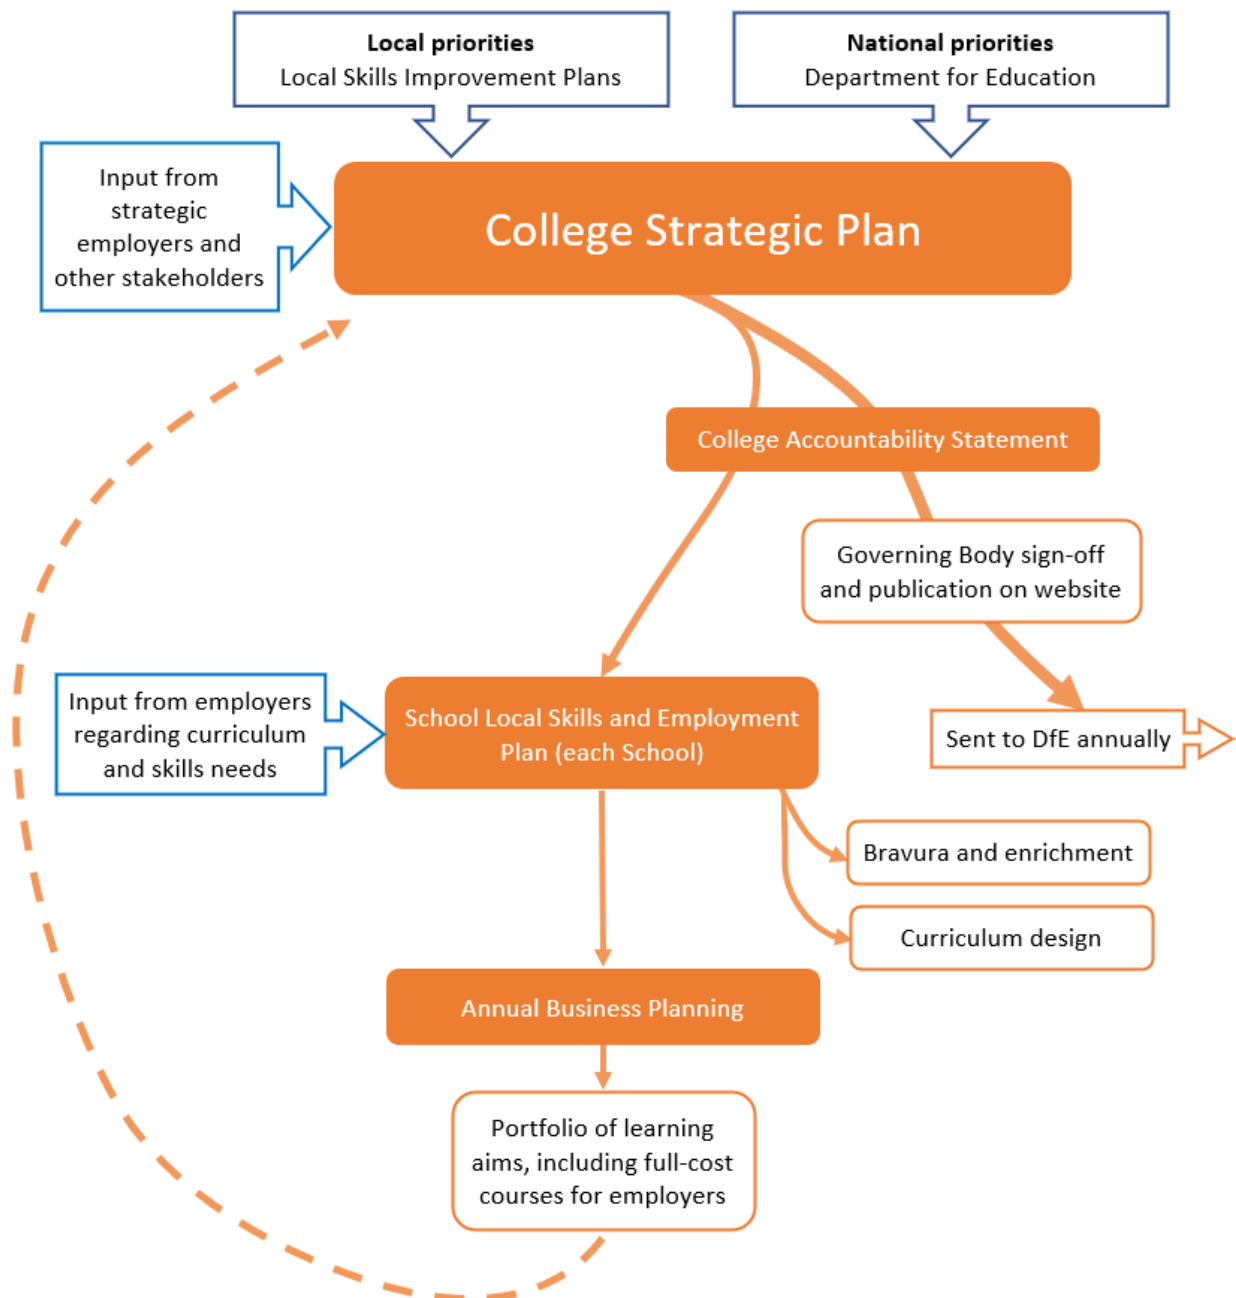 Local priorities
Local Skills Improvement Plans
National priorities
Department for Education
Input from
strategic
employers and
other stakeholders
College Strategic Plan
College Accountability Statement
Governing Body sign-off
and publication on website
Sent to DfE annually
Input from employers
regarding curriculum
and skills needs
School Local Skills and Employment
Plan (each School)
Bravura and enrichment
Curriculum design
Annual Business Planning
Portfolio of learning
aims, including full-cost
courses for employers